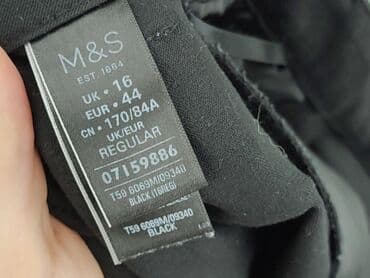 M&S
EST 1884
UK • 16
EUR • 44
CN • 170/84A
UK/EUR
REGULAR
07159886
T59 6069M/09340
BLACK (1GRIEG)
T59 6069M/09340
BLACK